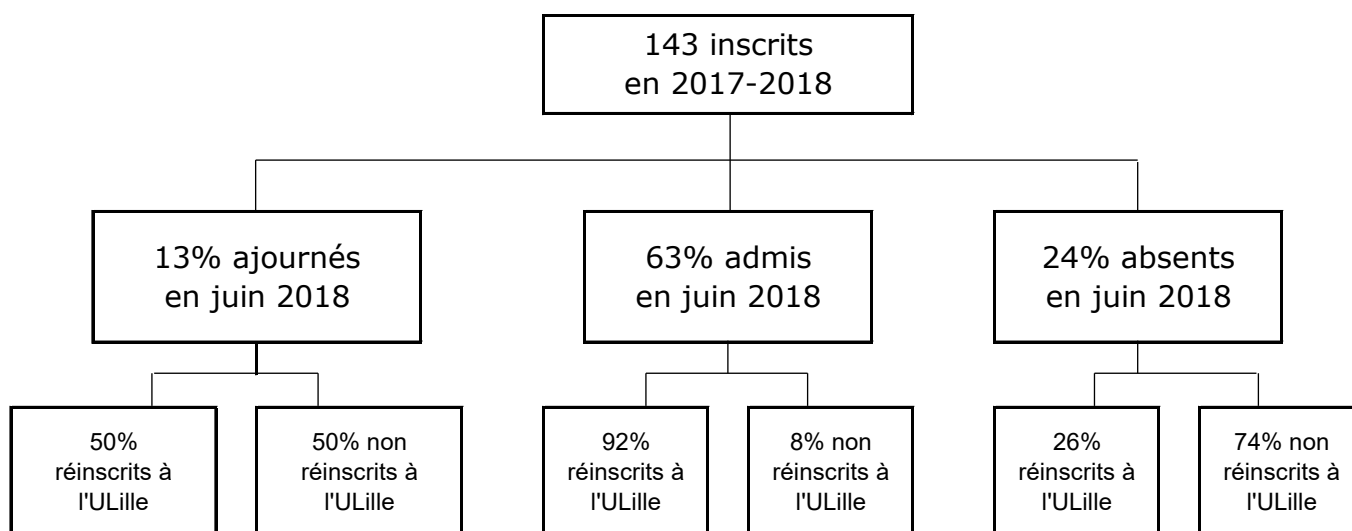 143 inscrits
en 2017-2018
13% ajournés
en juin 2018
63% admis
en juin 2018
24% absents
en juin 2018
50%
réinscrits à
l'ULille
50% non
réinscrits à
l'ULille
92%
réinscrits à
l'ULille
8% non
réinscrits à
l'ULille
26%
réinscrits à
l'ULille
74% non
réinscrits à
l'ULille